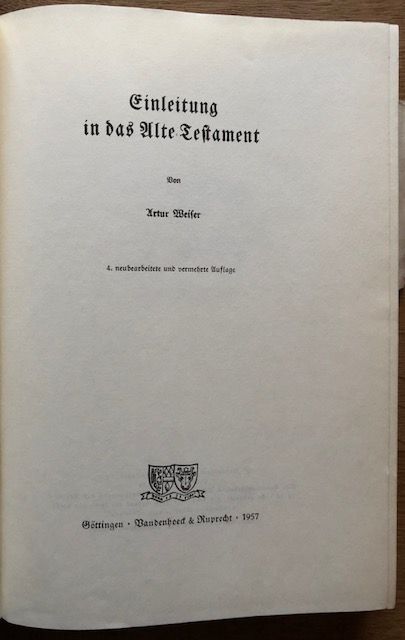 Einleitung
in das Alte Testament
Von
Artur Weiser
4. neubearbeitete und vermehrte Auflage
Göttingen · Vandenhoeck & Ruprecht · 1957